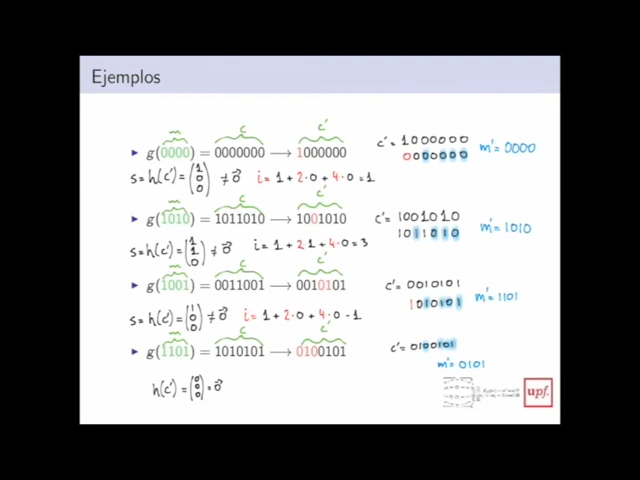 Ejemplos
m c c'
g(0000) = 0000000 → 1000000
c' = 1000000
0000000
m' = 0000
s = h(c') = (1 0 0) ≠ 0⃗ i = 1 + 2·0 + 4·0 = 1
c c'
g(1010) = 1011010 → 1001010
c' = 1001010
1011010
m' = 1010
s = h(c') = (1 1 0) ≠ 0⃗ i = 1 + 2·1 + 4·0 = 3
c c'
g(1001) = 0011001 → 0010101
c' = 0010101
1010101
m' = 1101
s = h(c') = (1 0 0) ≠ 0⃗ i = 1 + 2·0 + 4·0 - 1
c c'
g(1101) = 1010101 → 0100101
c' = 0100101
m' = 0101
h(c') = (0 0 0) = 0⃗
upf.